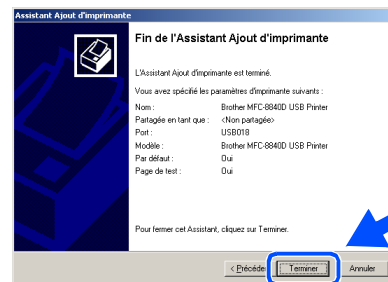 Assistant Ajout d'imprimante
Fin de l'Assistant Ajout d'imprimante
L'Assistant Ajout d'imprimante est terminé.
Vous avez spécifié les paramètres d'imprimante suivants :
Nom : Brother MFC-8840D USB Printer
Partagée en tant que : <Non partagée>
Port : USB018
Modèle : Brother MFC-8840D USB Printer
Par défaut : Oui
Page de test : Oui
Pour fermer cet Assistant, cliquez sur Terminer.
< Précéde Terminer Annuler